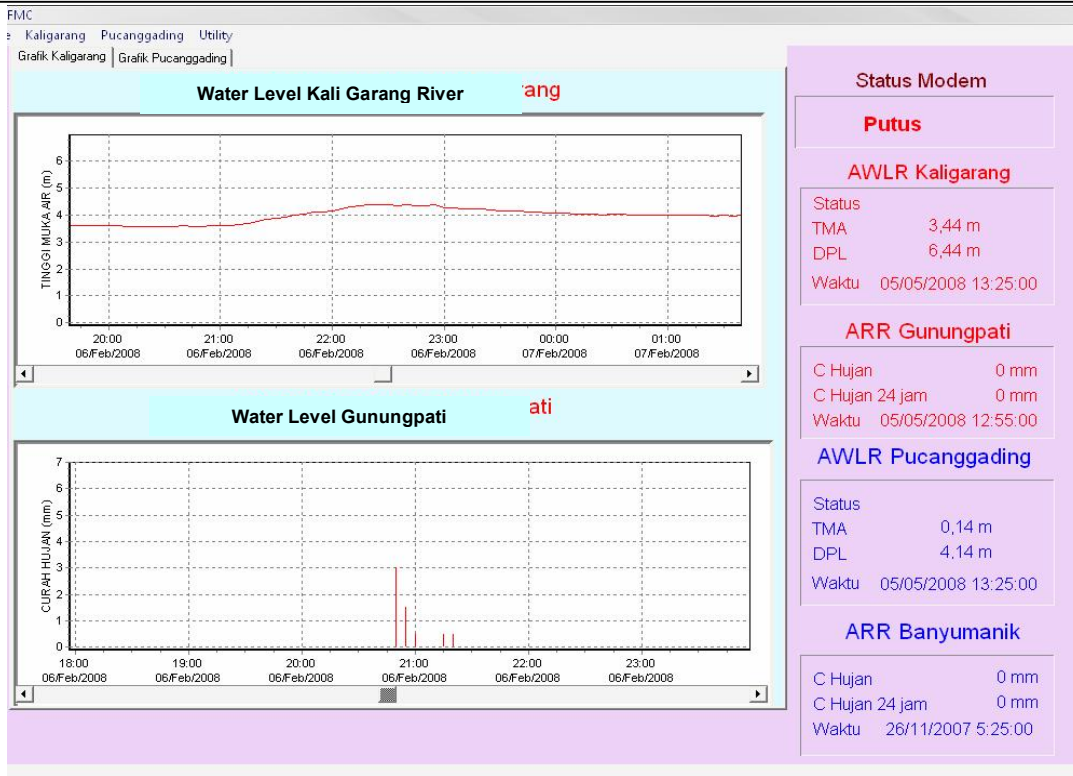 FMC
e Kaligarang Pucanggading Utility
Grafik Kaligarang Grafik Pucanggading
Water Level Kali Garang River rang
TINGGI MUKA AIR (m)
6
5
4
3
2
1
0
20:00 21:00 22:00 23:00 00:00 01:00
06/Feb/2008 06/Feb/2008 06/Feb/2008 06/Feb/2008 07/Feb/2008 07/Feb/2008
Water Level Gunungpati ati
CURAH HUJAN (mm)
7
6
5
4
3
2
1
0
18:00 19:00 20:00 21:00 22:00 23:00
06/Feb/2008 06/Feb/2008 06/Feb/2008 06/Feb/2008 06/Feb/2008 06/Feb/2008
Status Modem
Putus
AWLR Kaligarang
Status
TMA 3,44 m
DPL 6,44 m
Waktu 05/05/2008 13:25:00
ARR Gunungpati
C Hujan 0 mm
C Hujan 24 jam 0 mm
Waktu 05/05/2008 12:55:00
AWLR Pucanggading
Status
TMA 0,14 m
DPL 4,14 m
Waktu 05/05/2008 13:25:00
ARR Banyumanik
C Hujan 0 mm
C Hujan 24 jam 0 mm
Waktu 26/11/2007 5:25:00